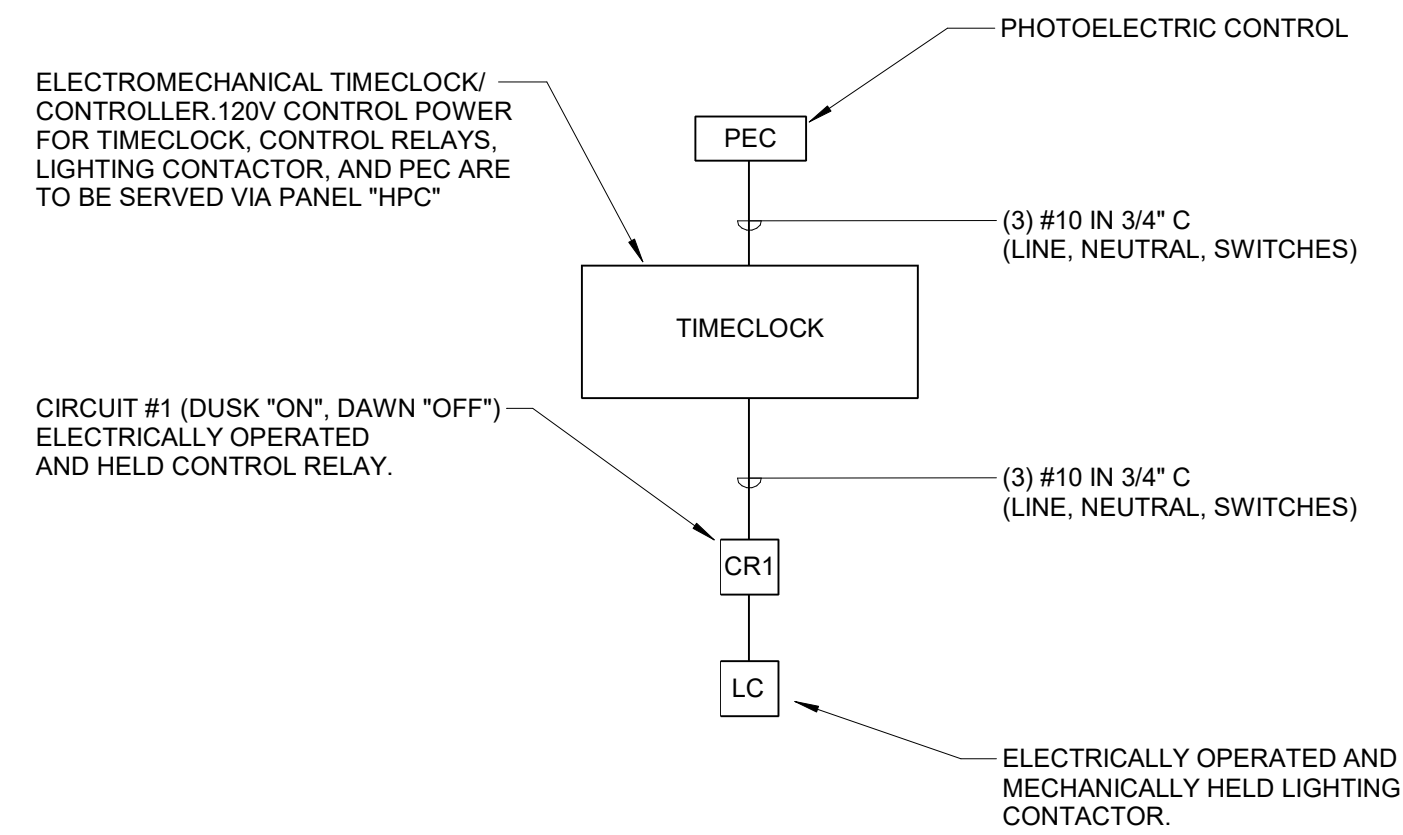 PHOTOELECTRIC CONTROL
ELECTROMECHANICAL TIMECLOCK/
CONTROLLER.120V CONTROL POWER
FOR TIMECLOCK, CONTROL RELAYS,
LIGHTING CONTACTOR, AND PEC ARE
TO BE SERVED VIA PANEL "HPC"
PEC
(3) #10 IN 3/4" C
(LINE, NEUTRAL, SWITCHES)
TIMECLOCK
CIRCUIT #1 (DUSK "ON", DAWN "OFF")
ELECTRICALLY OPERATED
AND HELD CONTROL RELAY.
(3) #10 IN 3/4" C
(LINE, NEUTRAL, SWITCHES)
CR1
LC
ELECTRICALLY OPERATED AND
MECHANICALLY HELD LIGHTING
CONTACTOR.